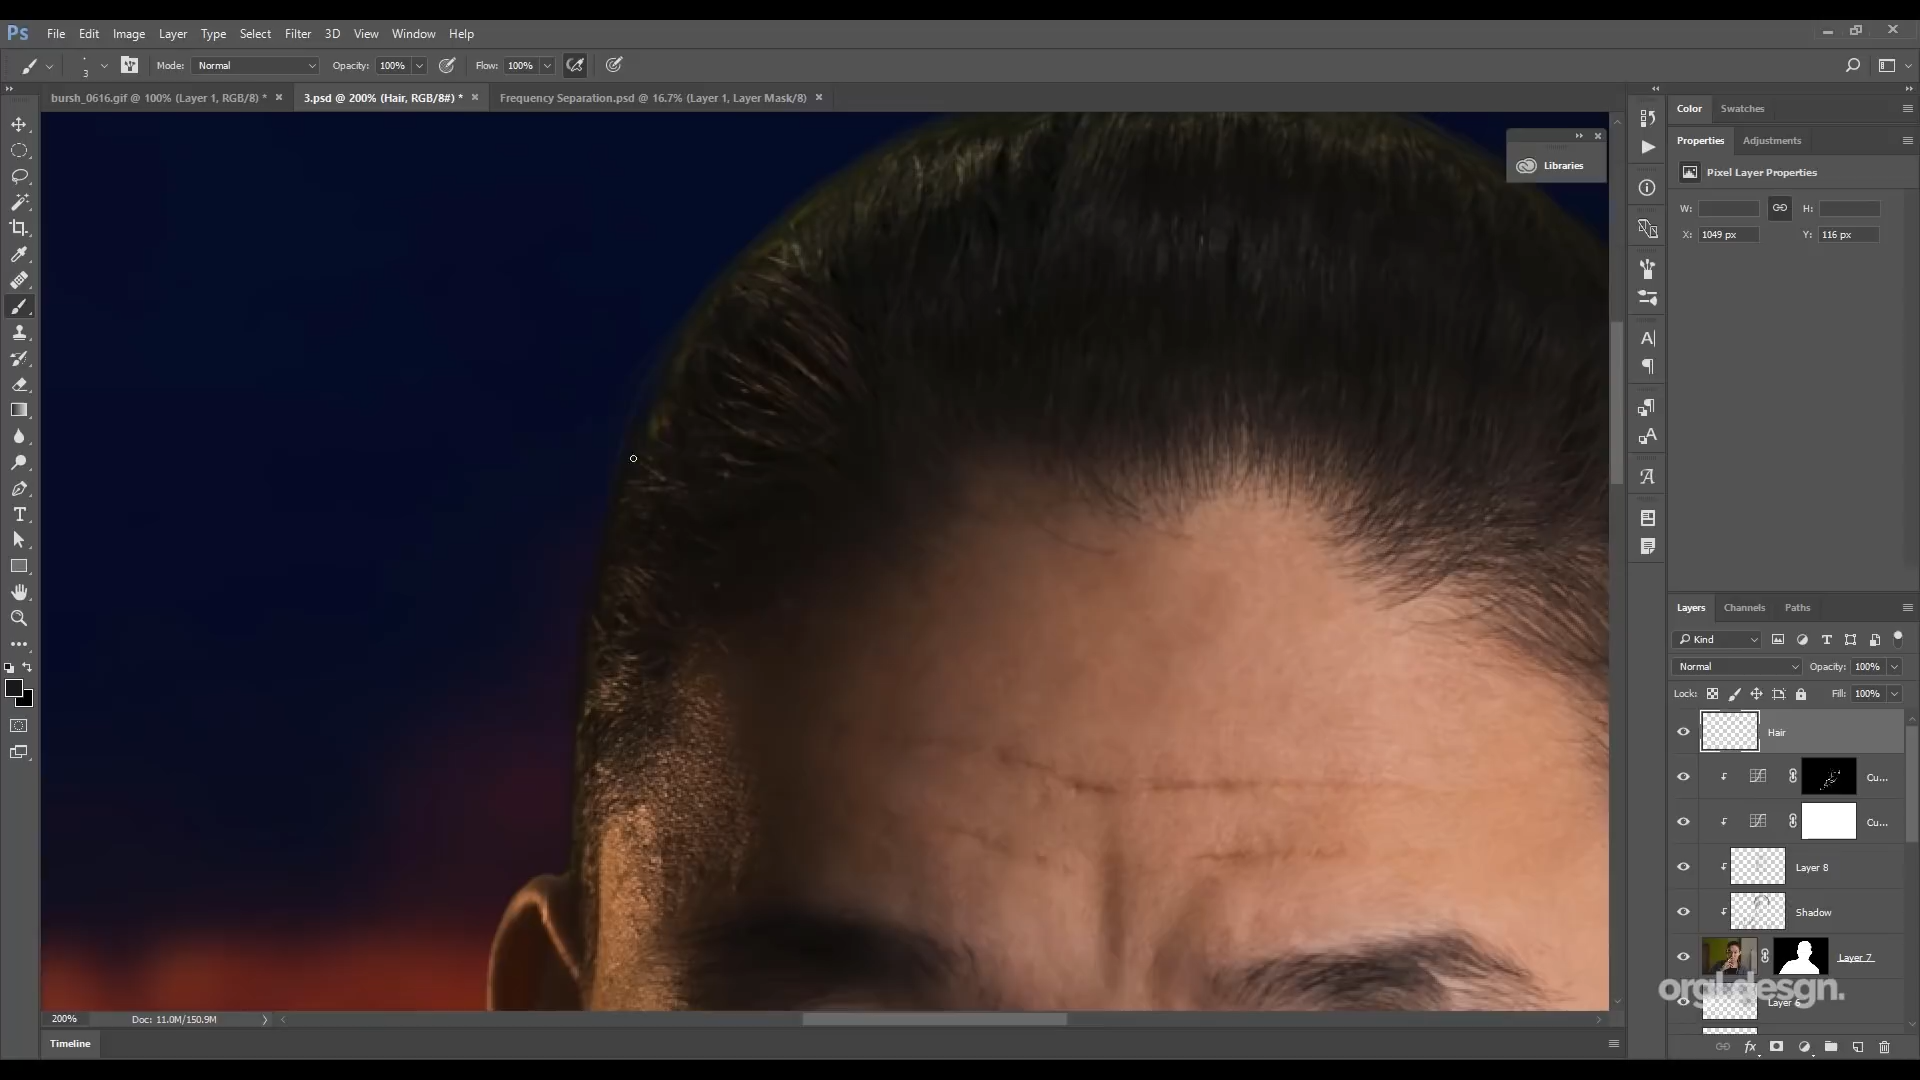 Ps File Edit Image Layer Type Select Filter 3D View Window Help
3 Mode: Normal Opacity: 100% Flow: 100%
bursh_0616.gif @ 100% (Layer 1, RGB/8) * 3.psd @ 200% (Hair, RGB/8#) * Frequency Separation.psd @ 16.7% (Layer 1, Layer Mask/8)
Color Swatches
Properties Adjustments
Libraries
Pixel Layer Properties
W: H:
X: 1049 px Y: 116 px
Layers Channels Paths
Kind
Normal Opacity: 100%
Lock: Fill: 100%
Hair
Cu...
Cu...
Layer 8
Shadow
Layer 7
Layer 6
orgl.desgn.
200% Doc: 11.0M/150.9M
Timeline